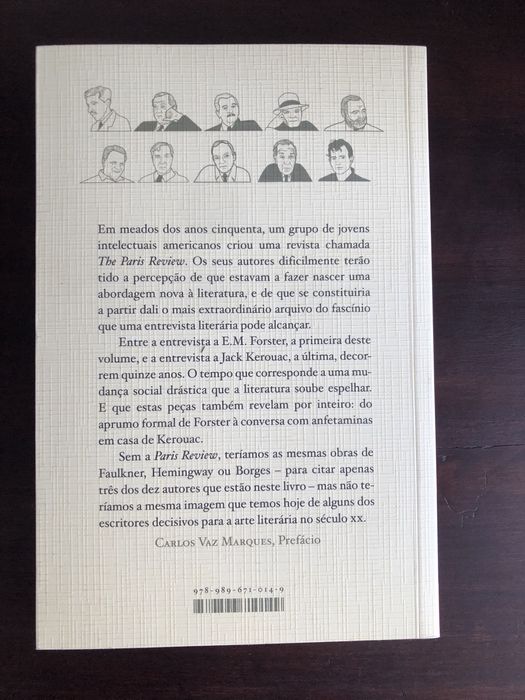 Em meados dos anos cinquenta, um grupo de jovens
intelectuais americanos criou uma revista chamada
The Paris Review. Os seus autores dificilmente terão
tido a percepção de que estavam a fazer nascer uma
abordagem nova à literatura, e de que se constituiria
a partir dali o mais extraordinário arquivo do fascínio
que uma entrevista literária pode alcançar.
Entre a entrevista a E.M. Forster, a primeira deste
volume, e a entrevista a Jack Kerouac, a última, decor-
rem quinze anos. O tempo que corresponde a uma mu-
dança social drástica que a literatura soube espelhar.
E que estas peças também revelam por inteiro: do
aprumo formal de Forster à conversa com anfetaminas
em casa de Kerouac.
Sem a Paris Review, teríamos as mesmas obras de
Faulkner, Hemingway ou Borges – para citar apenas
três dos dez autores que estão neste livro – mas não te-
ríamos a mesma imagem que temos hoje de alguns dos
escritores decisivos para a arte literária no século XX.
CARLOS VAZ MARQUES, Prefácio
978-989-671-014-9